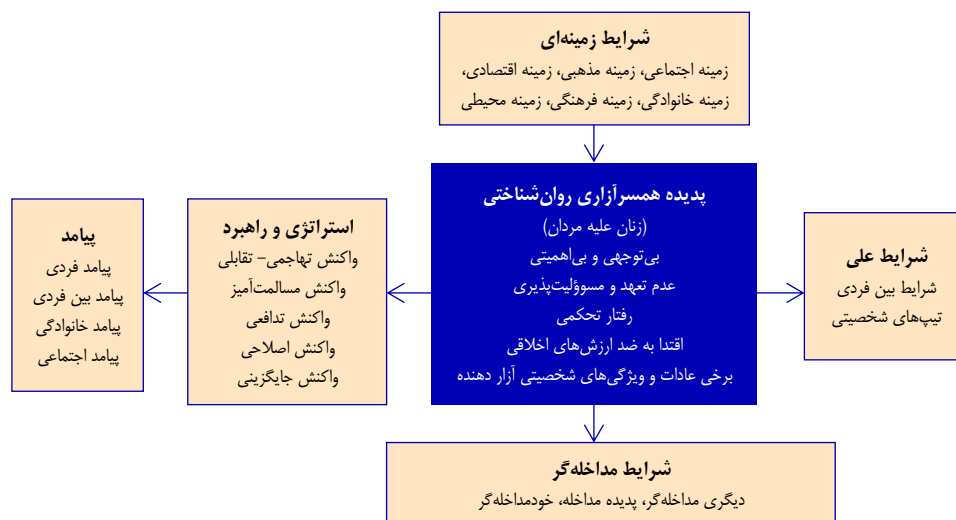 شرایط زمینه‌ای
زمینه اجتماعی، زمینه مذهبی، زمینه اقتصادی،
زمینه خانوادگی، زمینه فرهنگی، زمینه محیطی
پدیده همسرآزاری روان‌شناختی
(زنان علیه مردان)
بی‌توجهی و بی‌اهمیتی
عدم تعهد و مسوؤلیت‌پذیری
رفتار تحکمی
اقتدا به ضد ارزش‌های اخلاقی
برخی عادات و ویژگی‌های شخصیتی آزار دهنده
شرایط علی
شرایط بین فردی
تیپ‌های شخصیتی
استراتژی و راهبرد
واکنش تهاجمی- تقابلی
واکنش مسالمت‌آمیز
واکنش تدافعی
واکنش اصلاحی
واکنش جایگزینی
پیامد
پیامد فردی
پیامد بین فردی
پیامد خانوادگی
پیامد اجتماعی
شرایط مداخله‌گر
دیگری مداخله‌گر، پدیده مداخله، خودمداخله‌گر